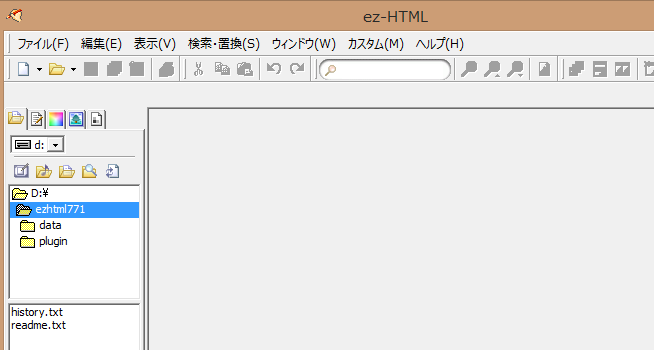 ez-HTML
ファイル(F) 編集(E) 表示(V) 検索・置換(S) ウィンドウ(W) カスタム(M) ヘルプ(H)
d:
D:¥
ezhtml771
data
plugin
history.txt
readme.txt